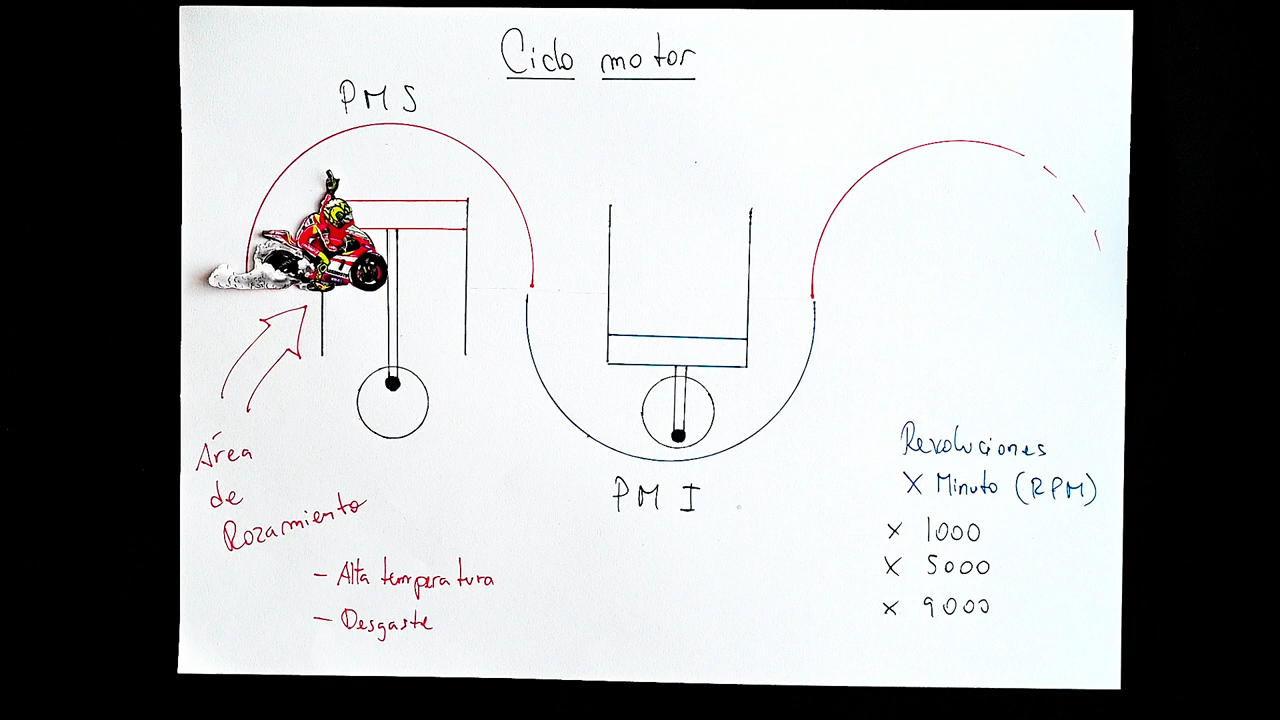 Ciclo motor
PMS
PMI
Área
de
Rozamiento
- Alta temperatura
- Desgaste
Revoluciones
X Minuto (RPM)
x 1000
x 5000
x 9000